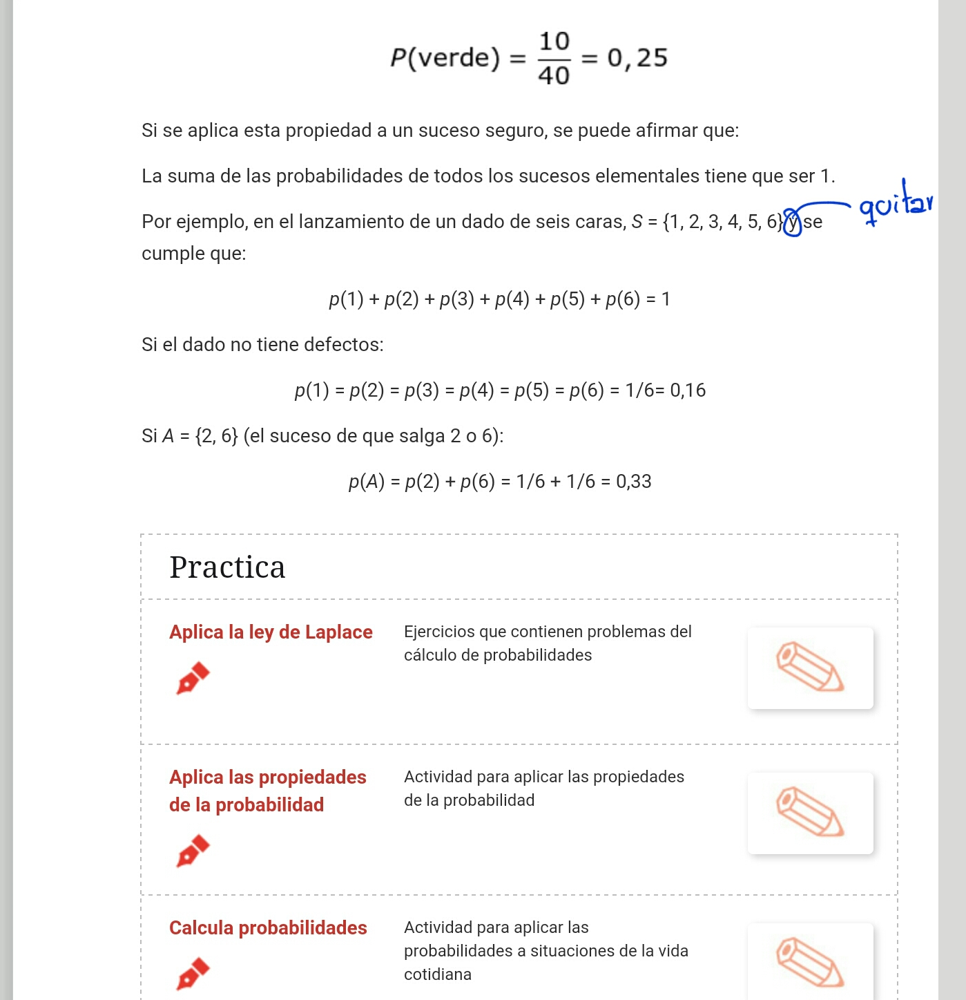 P(verde) = 10/40 = 0,25
Si se aplica esta propiedad a un suceso seguro, se puede afirmar que:
La suma de las probabilidades de todos los sucesos elementales tiene que ser 1.
quitar
Por ejemplo, en el lanzamiento de un dado de seis caras, S = {1, 2, 3, 4, 5, 6} y se
cumple que:
p(1) + p(2) + p(3) + p(4) + p(5) + p(6) = 1
Si el dado no tiene defectos:
p(1) = p(2) = p(3) = p(4) = p(5) = p(6) = 1/6= 0,16
Si A = {2, 6} (el suceso de que salga 2 o 6):
p(A) = p(2) + p(6) = 1/6 + 1/6 = 0,33
Practica
Aplica la ley de Laplace
Ejercicios que contienen problemas del
cálculo de probabilidades
Aplica las propiedades
de la probabilidad
Actividad para aplicar las propiedades
de la probabilidad
Calcula probabilidades
Actividad para aplicar las
probabilidades a situaciones de la vida
cotidiana